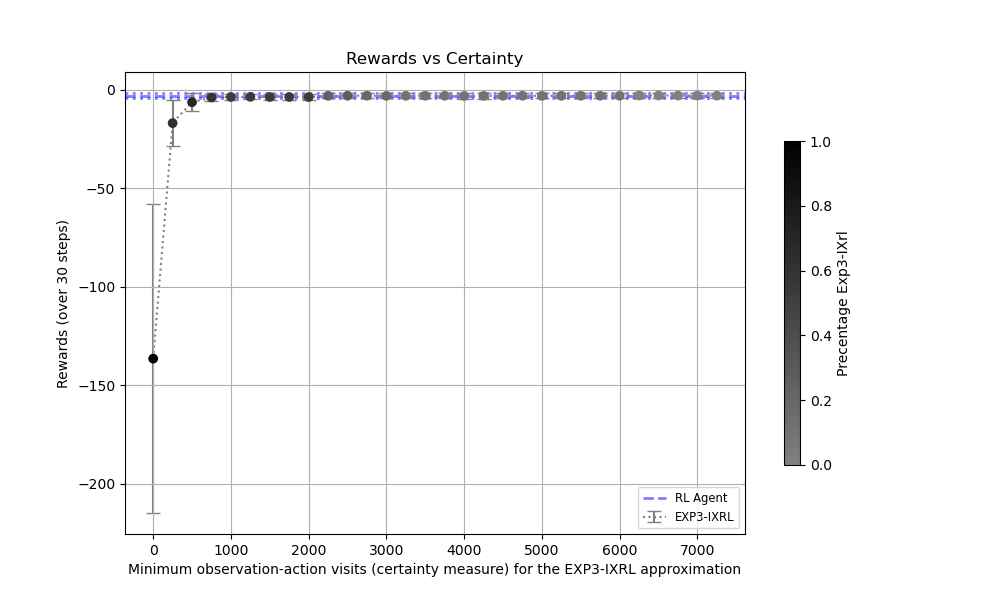 Rewards vs Certainty
Rewards (over 30 steps)
0
−50
−100
−150
−200
0 1000 2000 3000 4000 5000 6000 7000
Minimum observation-action visits (certainty measure) for the EXP3-IXRL approximation
RL Agent
EXP3-IXRL
1.0
0.8
0.6
0.4
0.2
0.0
Precentage Exp3-IXrl